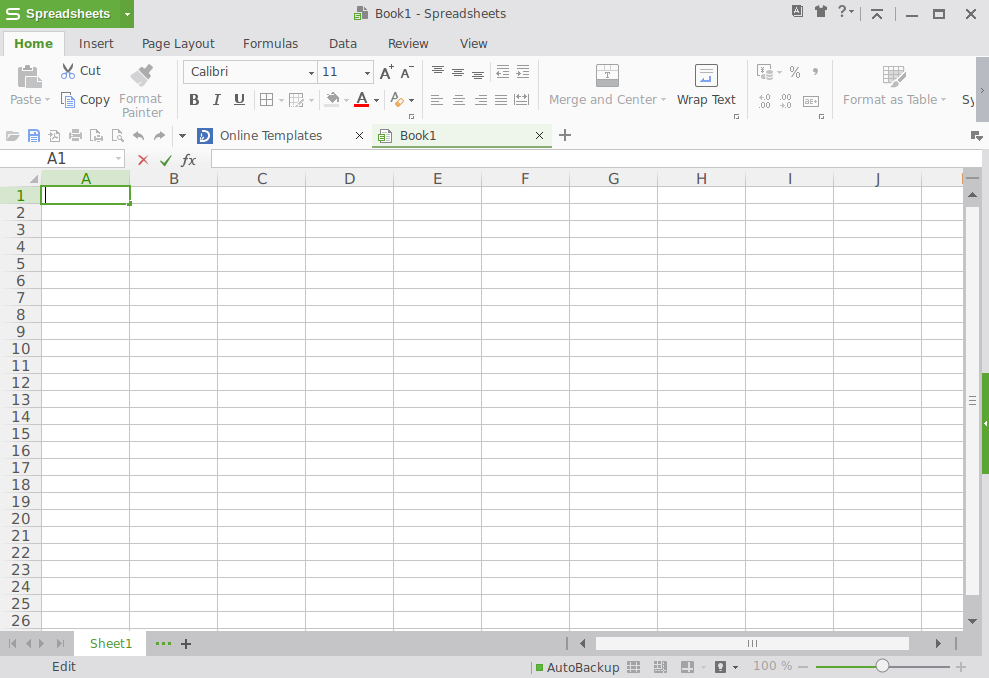 Spreadsheets
Book1 - Spreadsheets
Home Insert Page Layout Formulas Data Review View
Paste Cut Copy Format Painter
Calibri 11
B I U A
Merge and Center Wrap Text
% Format as Table
Online Templates Book1
A1 fx
A B C D E F G H I J
1
2
3
4
5
6
7
8
9
10
11
12
13
14
15
16
17
18
19
20
21
22
23
24
25
26
Sheet1
Edit AutoBackup 100 %